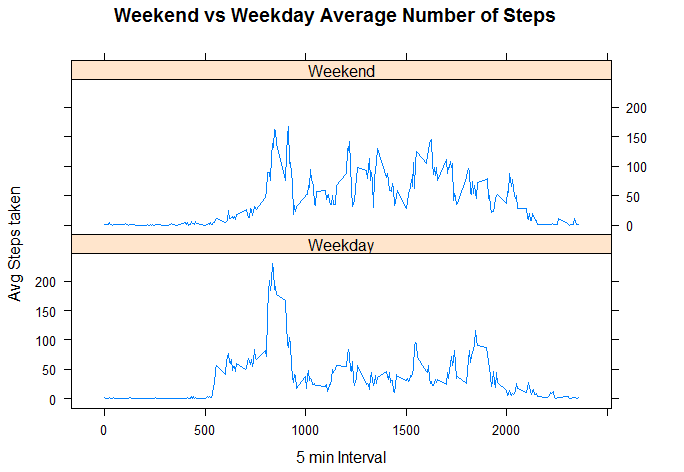 Weekend vs Weekday Average Number of Steps
Weekend
200
150
100
50
0
Weekday
200
150
100
50
0
Avg Steps taken
0 500 1000 1500 2000
5 min Interval